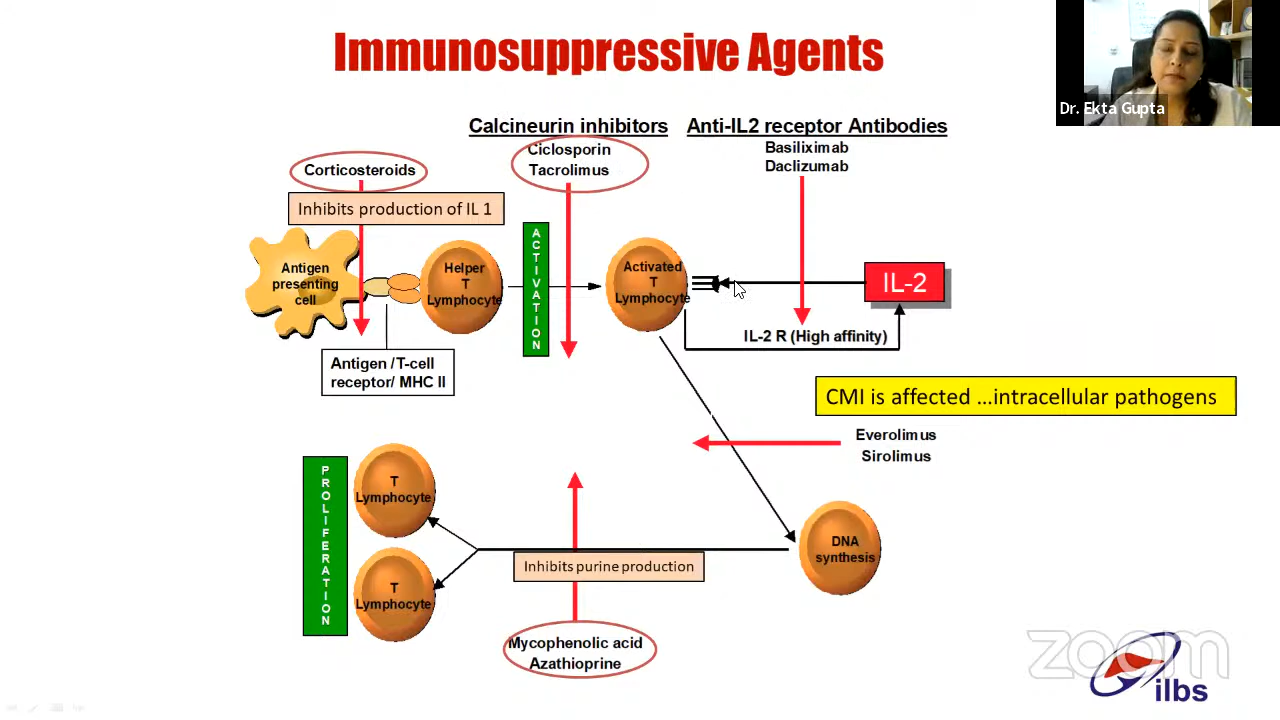 Immunosuppressive Agents
Dr. Ekta Gupta
Calcineurin inhibitors
Ciclosporin
Tacrolimus
Anti-IL2 receptor Antibodies
Basiliximab
Daclizumab
Corticosteroids
Inhibits production of IL 1
Antigen
presenting
cell
Helper
T
Lymphocyte
ACTIVATION
Activated
T
Lymphocyte
IL-2
IL-2 R (High affinity)
Antigen /T-cell
receptor/ MHC II
CMI is affected ...intracellular pathogens
Everolimus
Sirolimus
PROLIFERATION
T
Lymphocyte
T
Lymphocyte
DNA
synthesis
Inhibits purine production
Mycophenolic acid
Azathioprine
zoom
ilbs